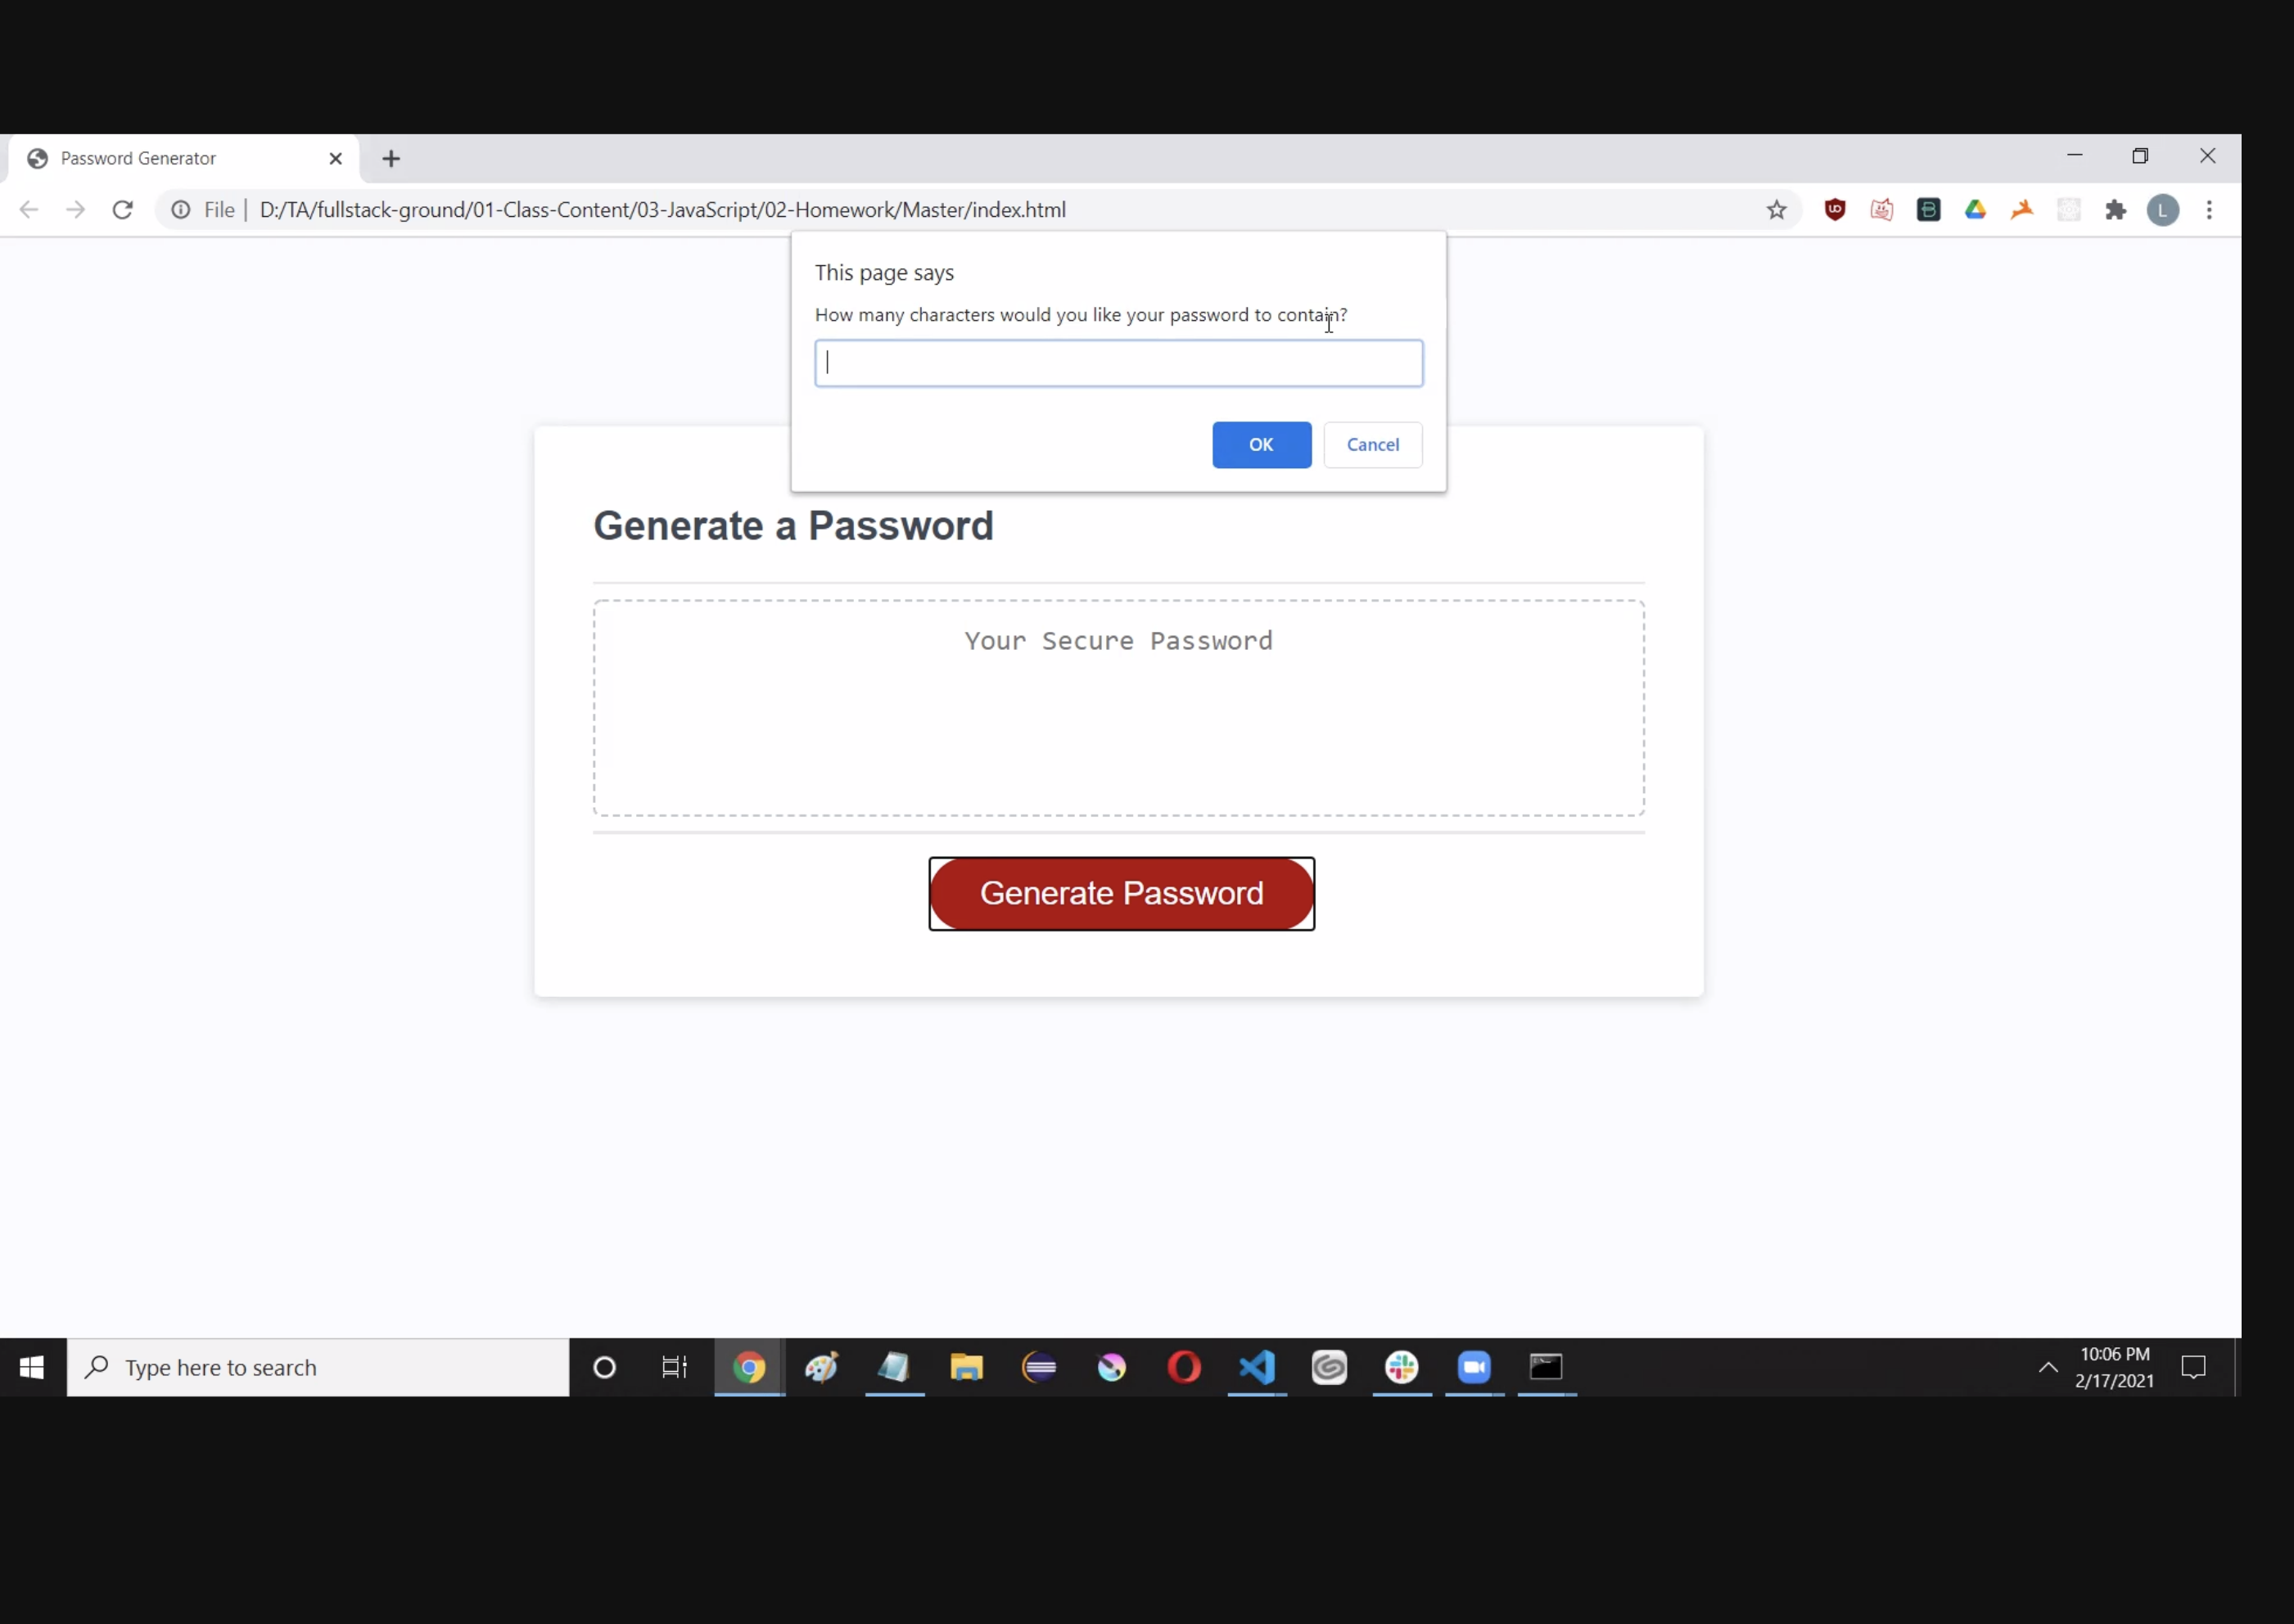 Password Generator
File | D:/TA/fullstack-ground/01-Class-Content/03-JavaScript/02-Homework/Master/index.html
L
This page says
How many characters would you like your password to contain?
OK Cancel
Generate a Password
Your Secure Password
Generate Password
Type here to search
10:06 PM
2/17/2021